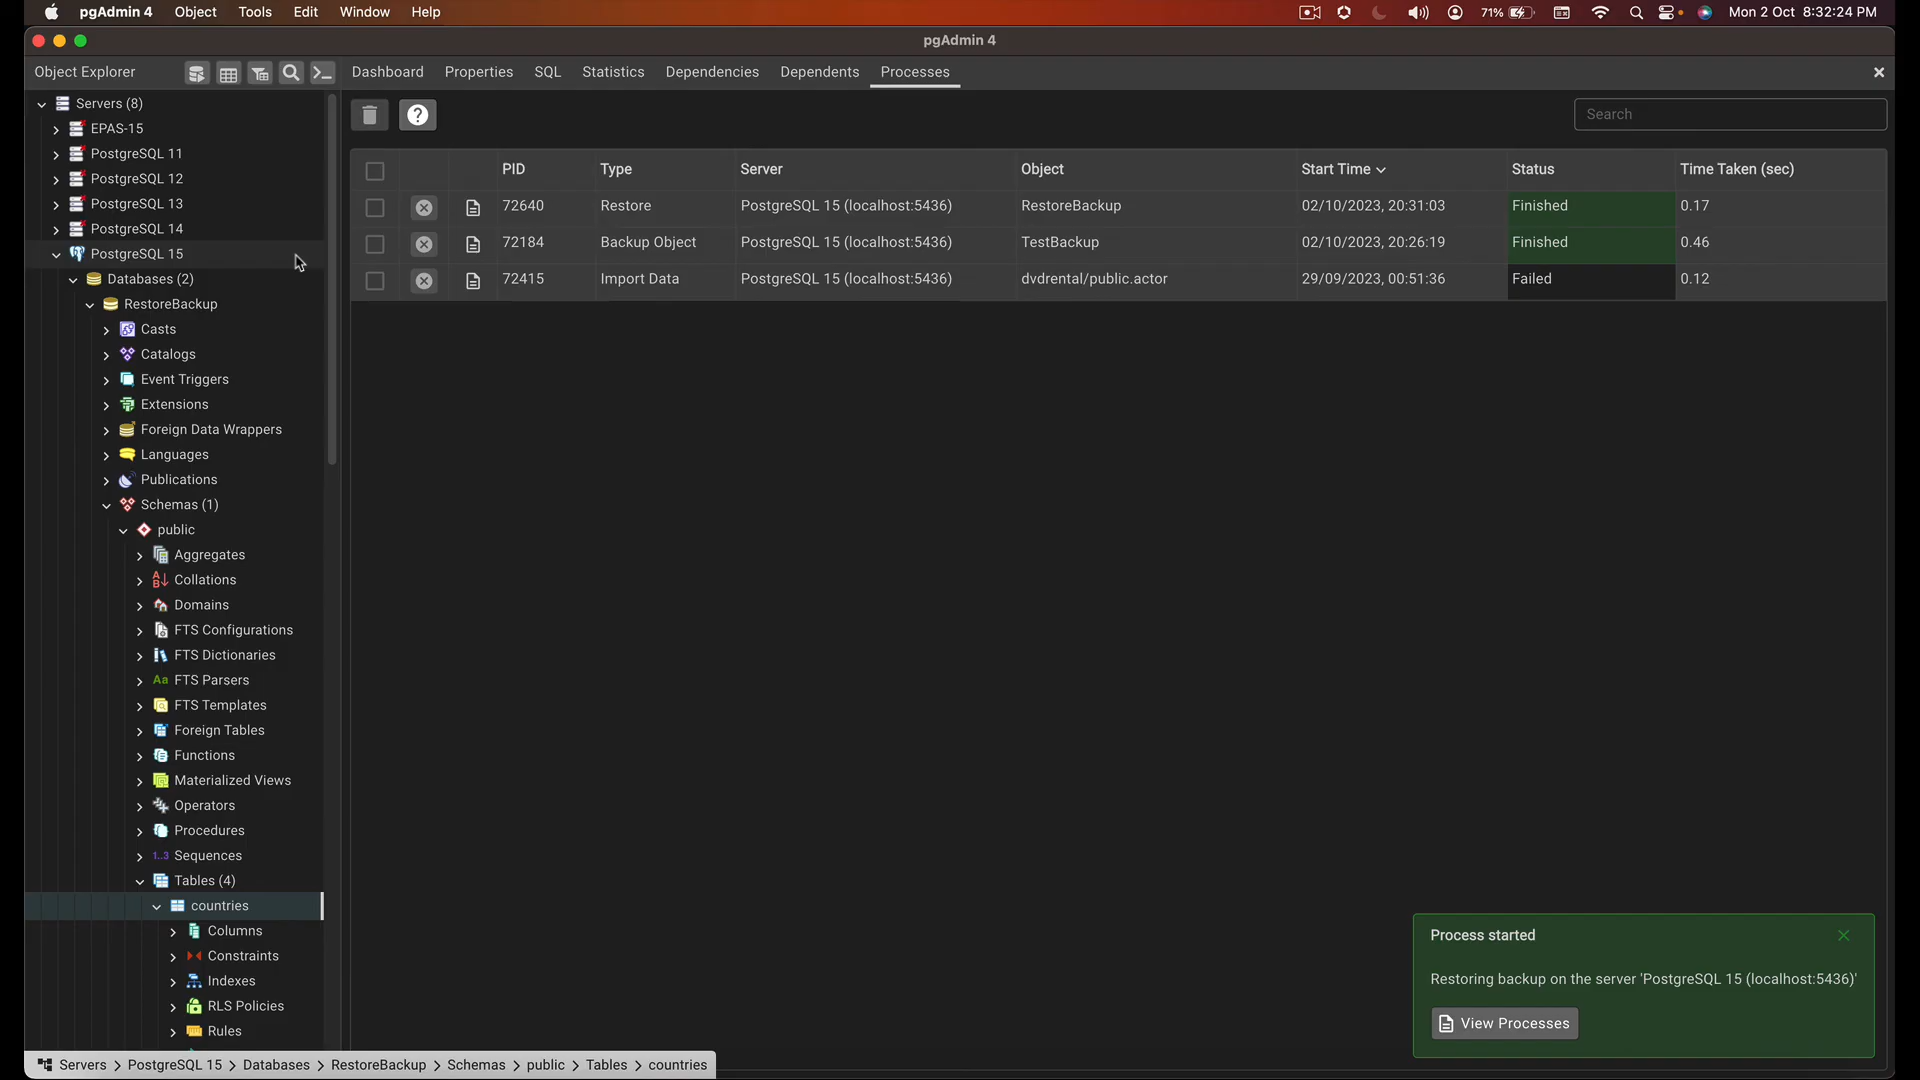 pgAdmin 4 Object Tools Edit Window Help 71% Mon 2 Oct 8:32:24 PM
pgAdmin 4
Object Explorer
Dashboard Properties SQL Statistics Dependencies Dependents Processes
Servers (8)
EPAS-15
PostgreSQL 11
PostgreSQL 12
PostgreSQL 13
PostgreSQL 14
PostgreSQL 15
Databases (2)
RestoreBackup
Casts
Catalogs
Event Triggers
Extensions
Foreign Data Wrappers
Languages
Publications
Schemas (1)
public
Aggregates
Collations
Domains
FTS Configurations
FTS Dictionaries
Aa FTS Parsers
FTS Templates
Foreign Tables
Functions
Materialized Views
Operators
Procedures
1..3 Sequences
Tables (4)
countries
Columns
Constraints
Indexes
RLS Policies
Rules
Search
PID Type Server Object Start Time Status Time Taken (sec)
72640 Restore PostgreSQL 15 (localhost:5436) RestoreBackup 02/10/2023, 20:31:03 Finished 0.17
72184 Backup Object PostgreSQL 15 (localhost:5436) TestBackup 02/10/2023, 20:26:19 Finished 0.46
72415 Import Data PostgreSQL 15 (localhost:5436) dvdrental/public.actor 29/09/2023, 00:51:36 Failed 0.12
Process started
Restoring backup on the server 'PostgreSQL 15 (localhost:5436)'
View Processes
Servers > PostgreSQL 15 > Databases > RestoreBackup > Schemas > public > Tables > countries